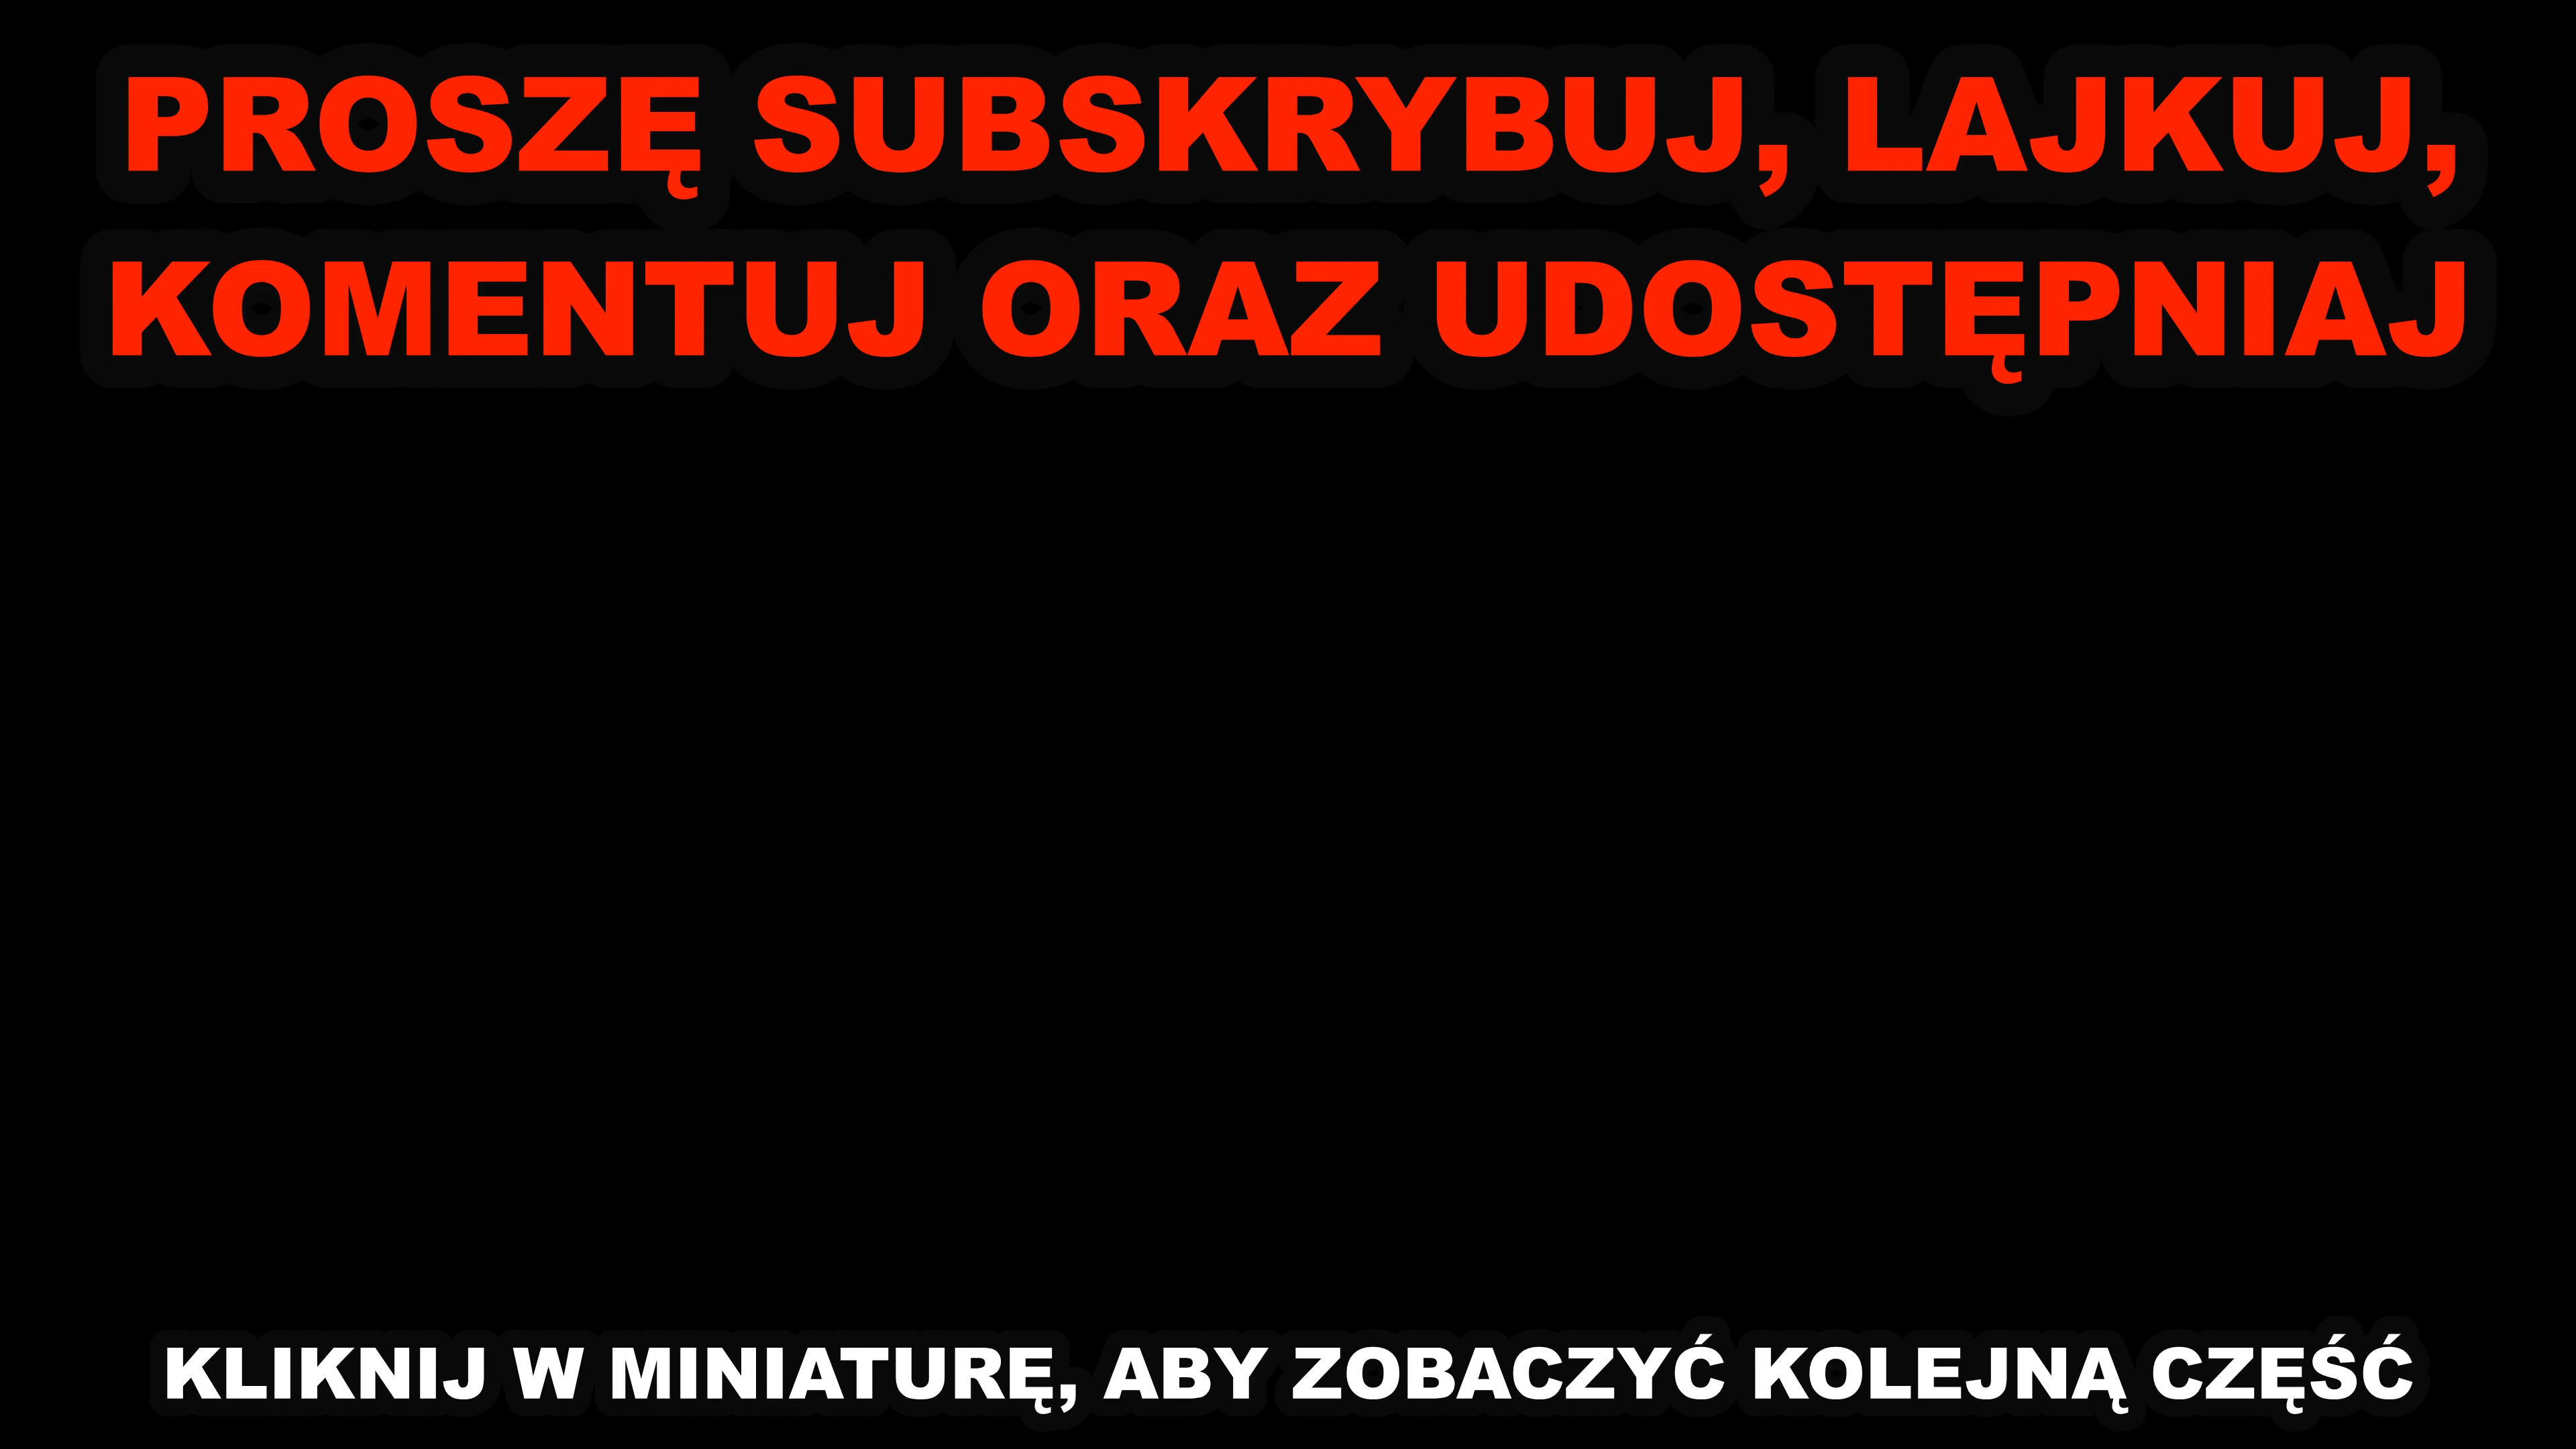 PROSZĘ SUBSKRYBUJ, LAJKUJ,
KOMENTUJ ORAZ UDOSTĘPNIAJ
KLIKNIJ W MINIATURĘ, ABY ZOBACZYĆ KOLEJNĄ CZĘŚĆ